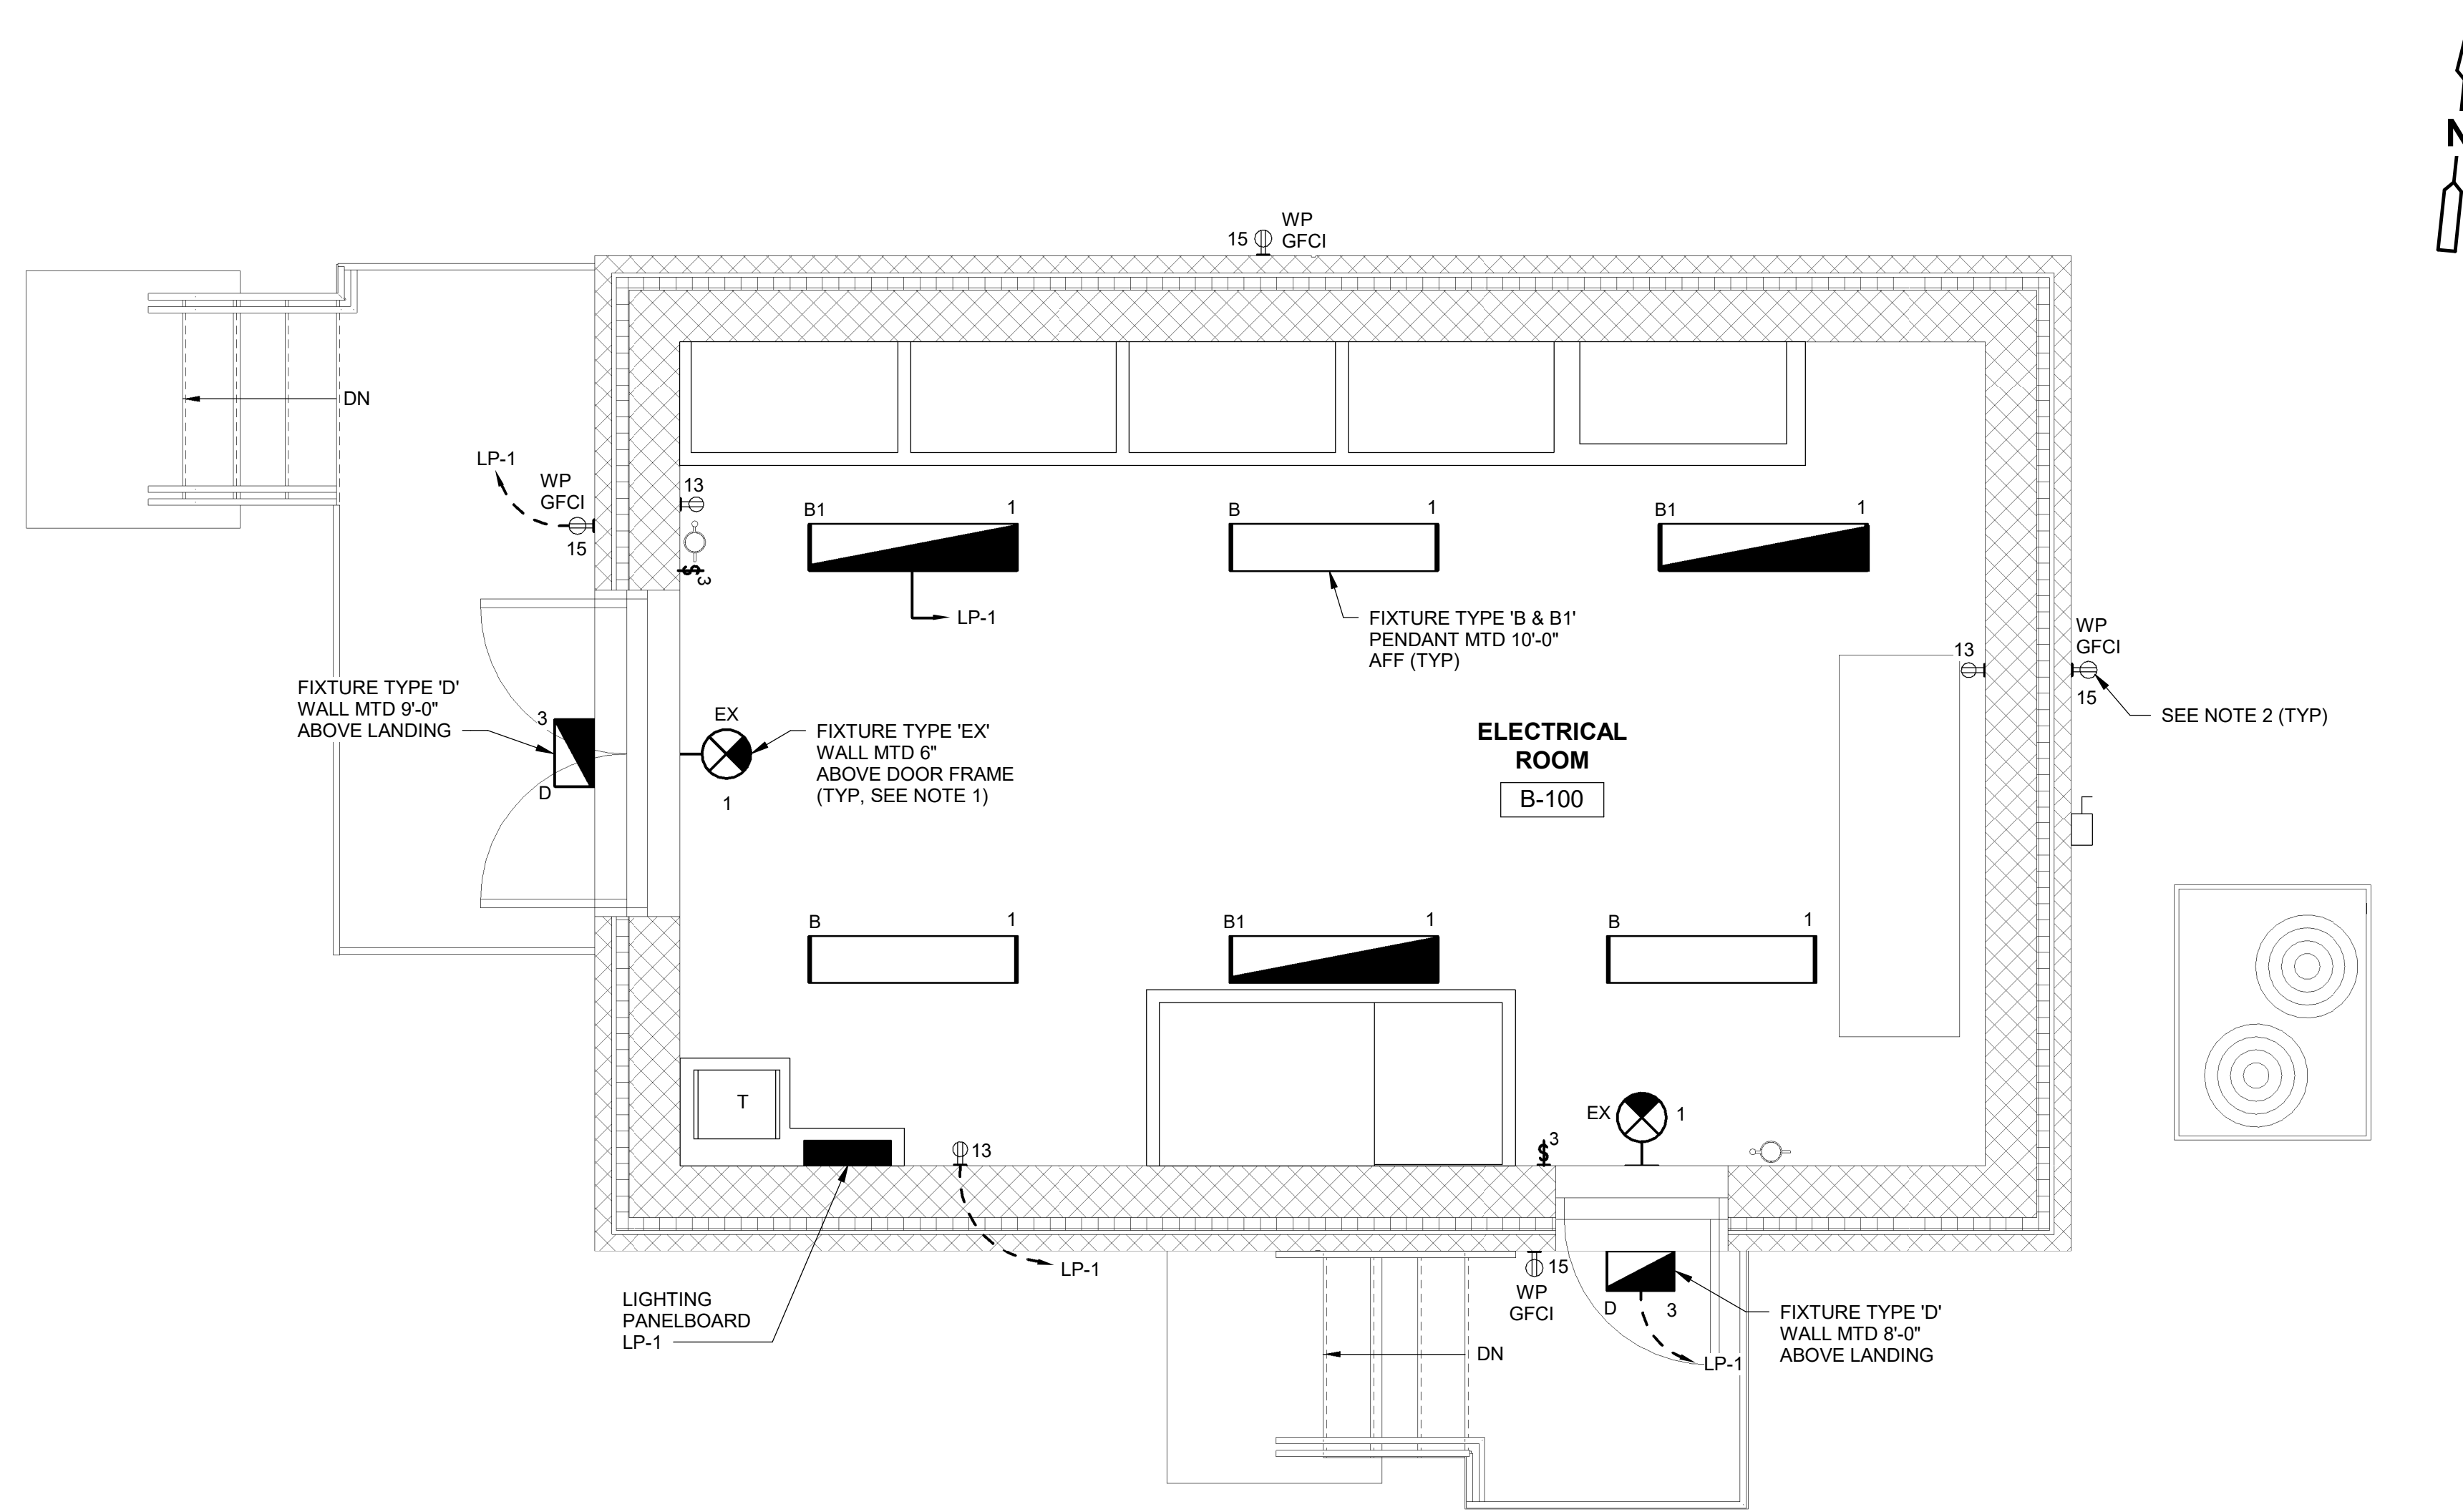 N
WP
15 GFCI
DN
LP-1
WP
GFCI
15
13
$3
B1 1
B 1
B1 1
LP-1
FIXTURE TYPE 'B & B1'
PENDANT MTD 10'-0"
AFF (TYP)
13
WP
GFCI
15
SEE NOTE 2 (TYP)
FIXTURE TYPE 'D'
WALL MTD 9'-0"
ABOVE LANDING
3
D
EX
1
FIXTURE TYPE 'EX'
WALL MTD 6"
ABOVE DOOR FRAME
(TYP, SEE NOTE 1)
ELECTRICAL
ROOM
B-100
B 1
B1 1
B 1
T
13
LP-1
LIGHTING
PANELBOARD
LP-1
$3
EX 1
15
WP
GFCI
D 3
LP-1
FIXTURE TYPE 'D'
WALL MTD 8'-0"
ABOVE LANDING
DN